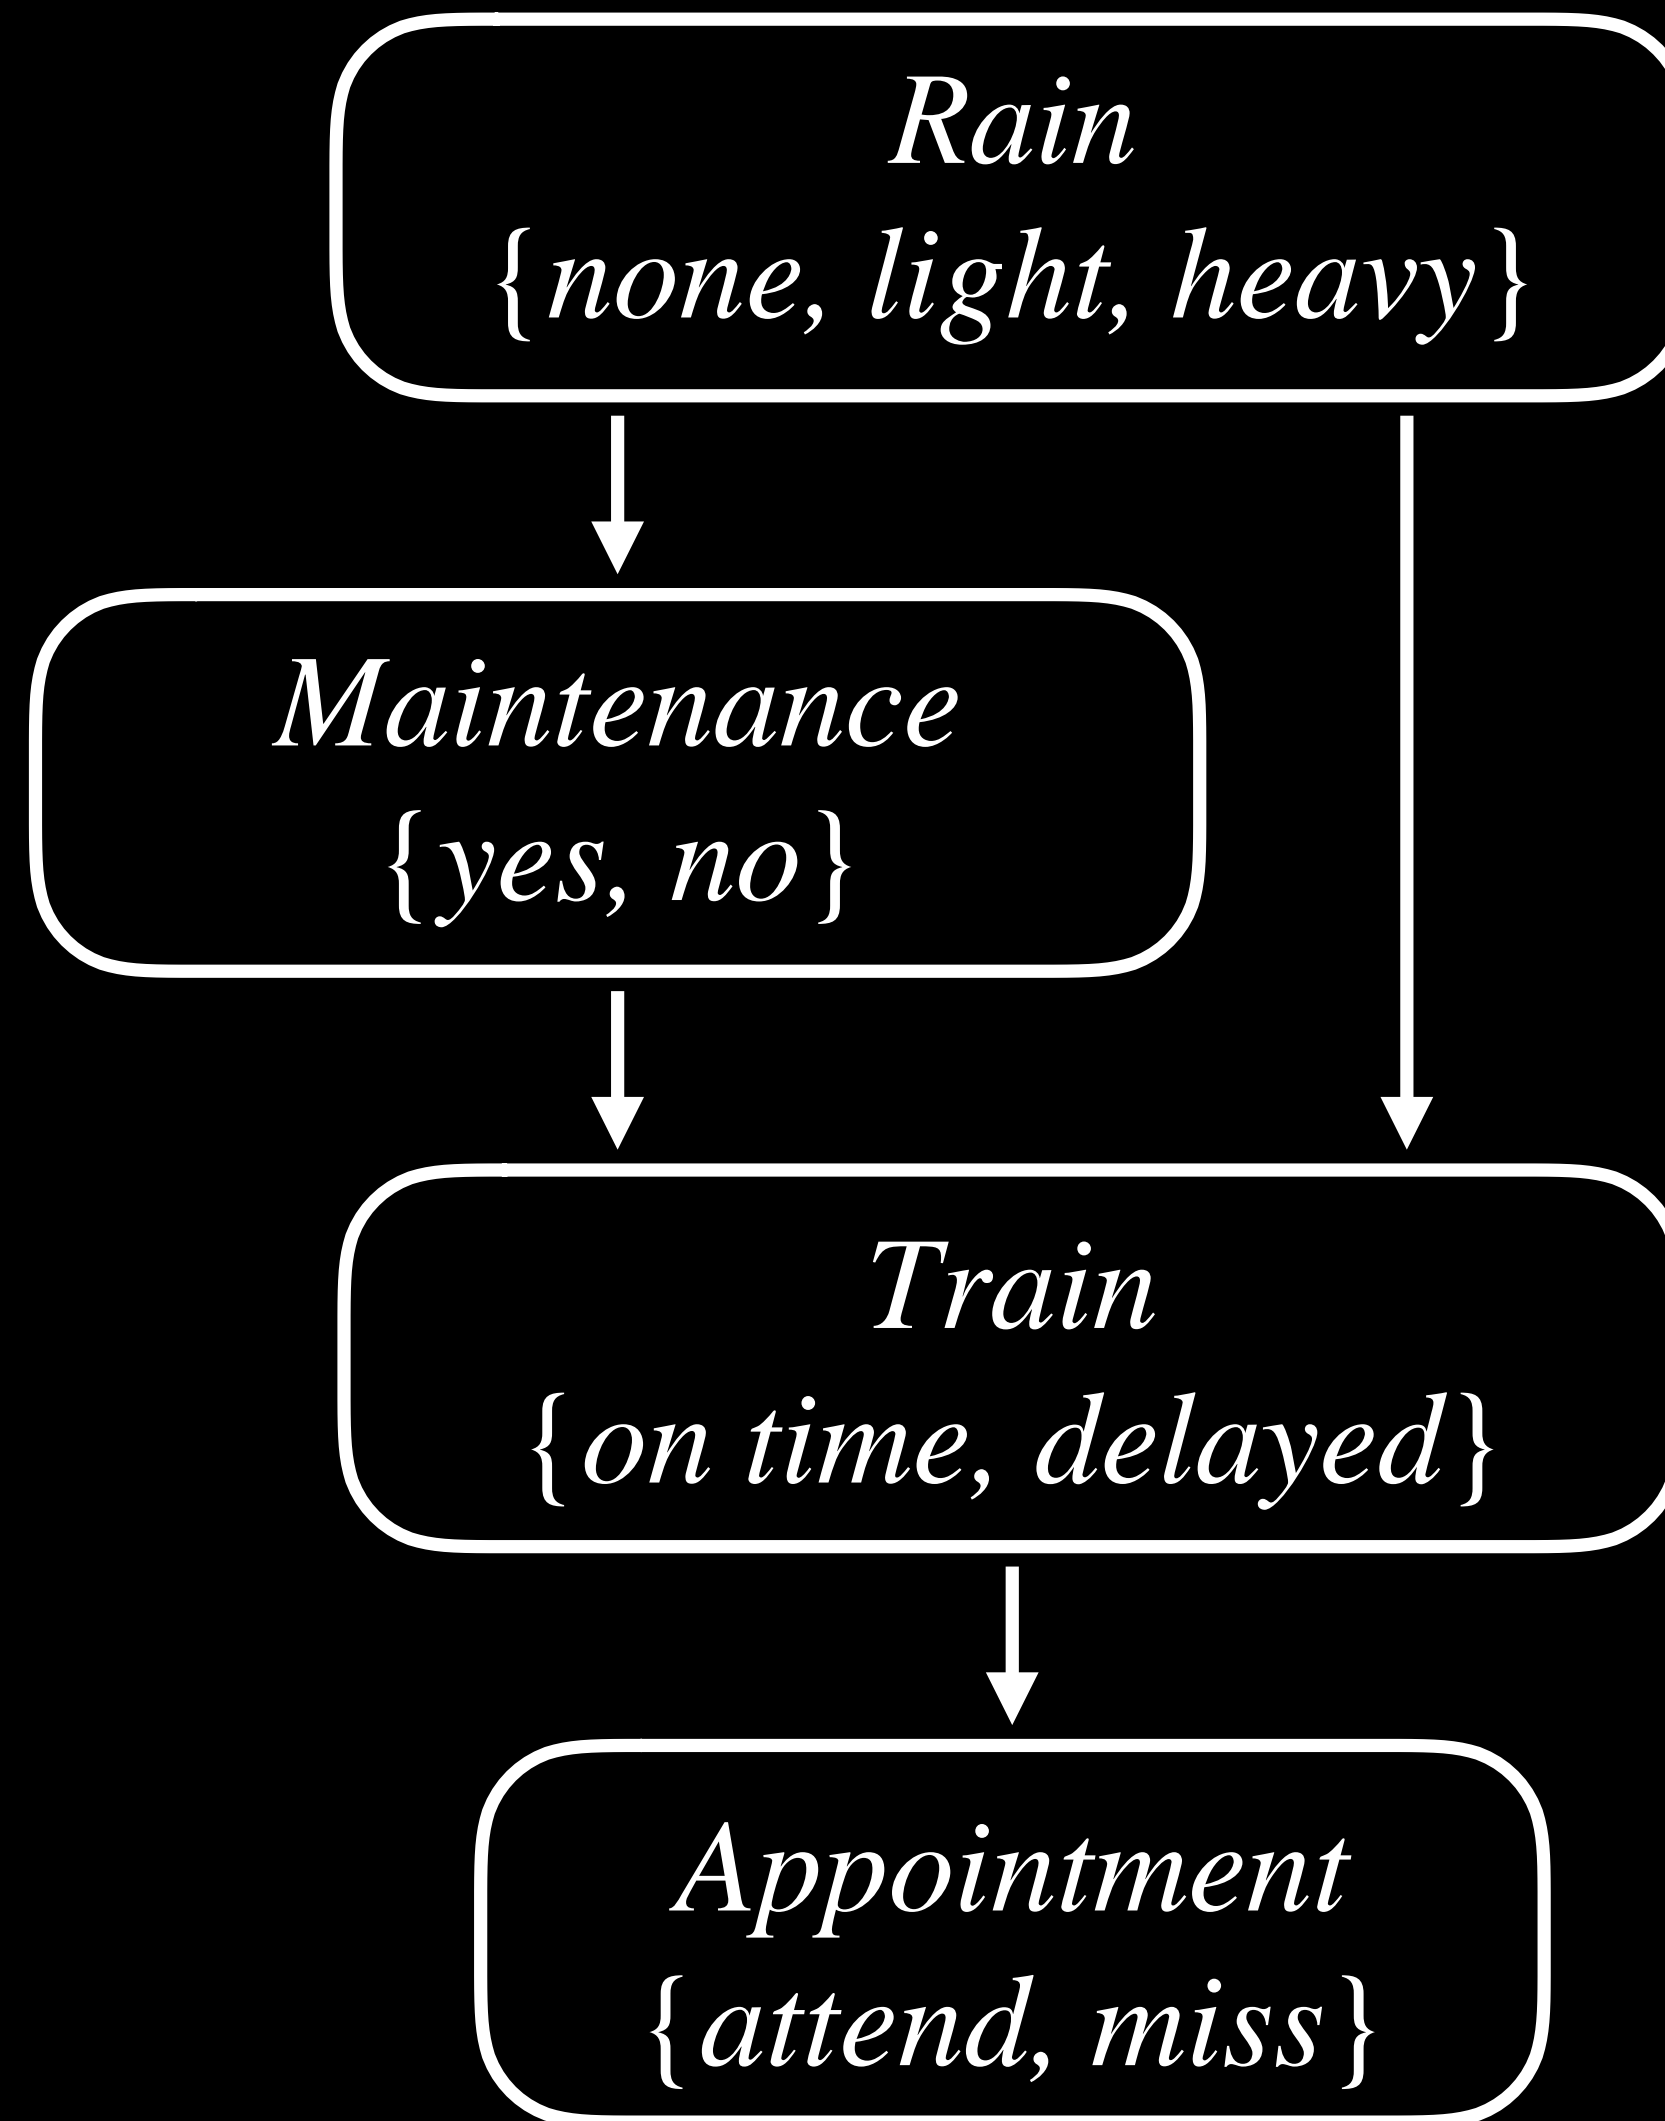 Rain
{none, light, heavy}
Maintenance
{yes, no}
Train
{on time, delayed}
Appointment
{attend, miss}